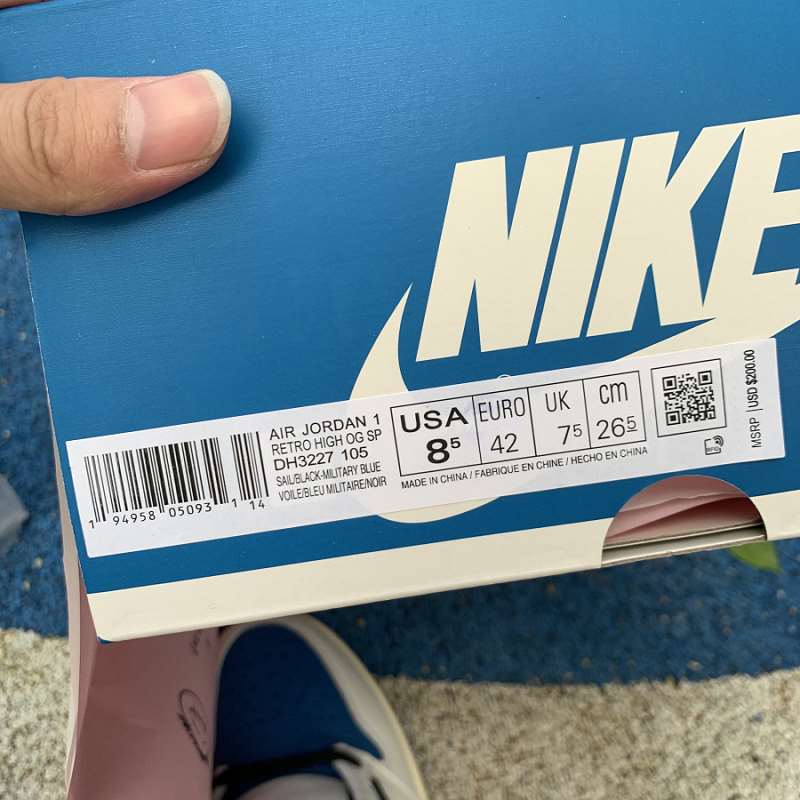 NIKE
AIR JORDAN 1
RETRO HIGH OG SP
DH3227 105
SAIL/BLACK-MILITARY BLUE
VOILE/BLEU MILITAIRE/NOIR
1 94958 05093 1 14
USA
8⁵
EURO
42
UK
7⁵
cm
26⁵
MADE IN CHINA / FABRIQUE EN CHINE / HECHO EN CHINA
MSRP USD $200.00